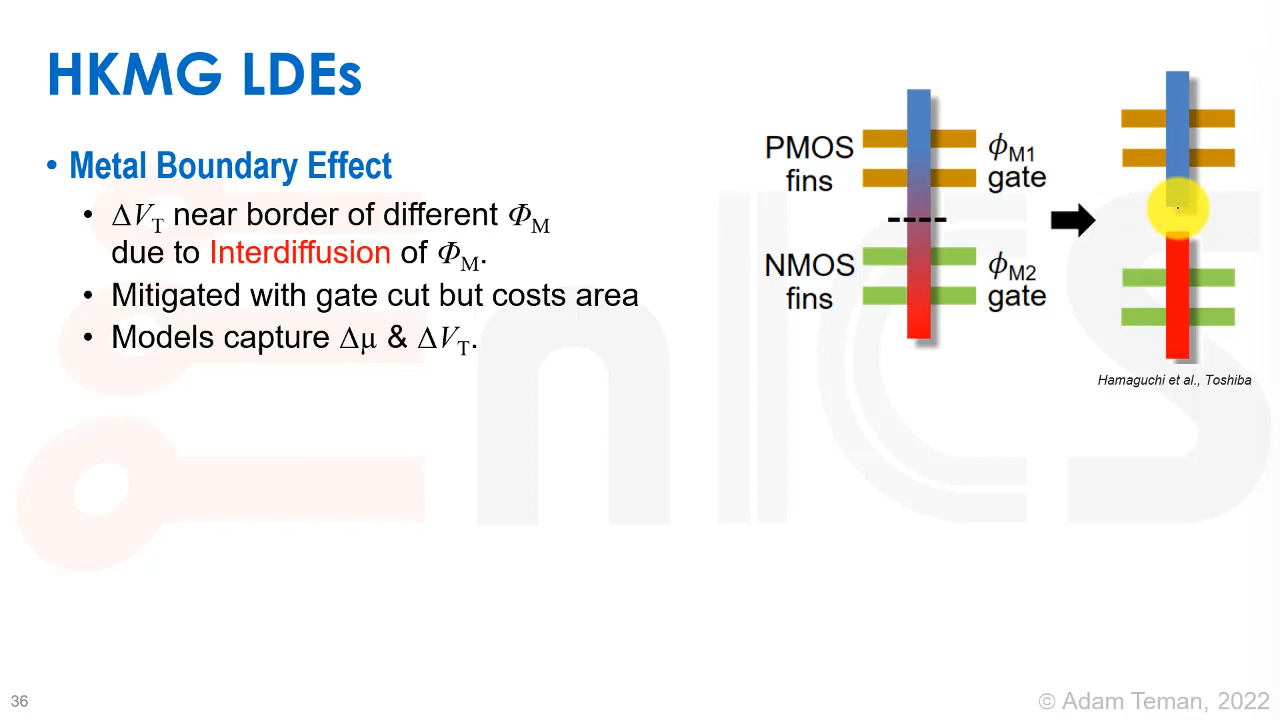 HKMG LDEs
• Metal Boundary Effect
• ΔVT near border of different ΦM
due to Interdiffusion of ΦM.
• Mitigated with gate cut but costs area
• Models capture Δμ & ΔVT.
PMOS
fins
ϕM1
gate
NMOS
fins
ϕM2
gate
Hamaguchi et al., Toshiba
nics
36
© Adam Teman, 2022